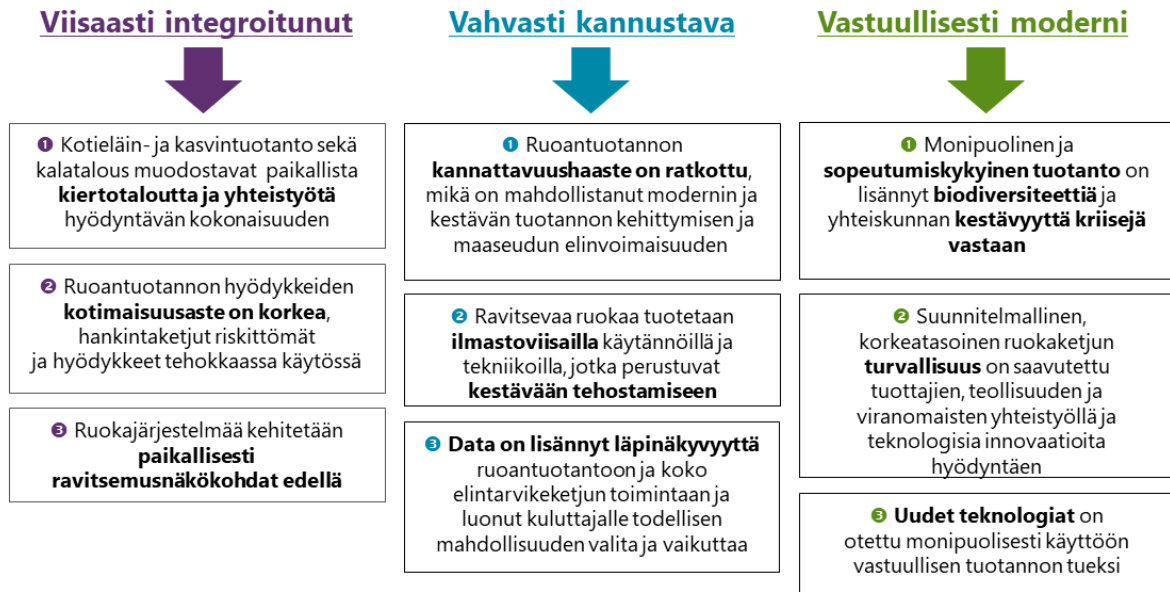 Viisaasti integroitunut
❶ Kotieläin- ja kasvintuotanto sekä
kalatalous muodostavat paikallista
kiertotaloutta ja yhteistyötä
hyödyntävän kokonaisuuden
❷ Ruoantuotannon hyödykkeiden
kotimaisuusaste on korkea,
hankintaketjut riskittömät
ja hyödykkeet tehokkaassa käytössä
❸ Ruokajärjestelmää kehitetään
paikallisesti
ravitsemusnäkökohdat edellä
Vahvasti kannustava
❶ Ruoantuotannon
kannattavuushaaste on ratkottu,
mikä on mahdollistanut modernin ja
kestävän tuotannon kehittymisen ja
maaseudun elinvoimaisuuden
❷ Ravitsevaa ruokaa tuotetaan
ilmastoviisailla käytännöillä ja
tekniikoilla, jotka perustuvat
kestävään tehostamiseen
❸ Data on lisännyt läpinäkyvyyttä
ruoantuotantoon ja koko
elintarvikeketjun toimintaan ja
luonut kuluttajalle todellisen
mahdollisuuden valita ja vaikuttaa
Vastuullisesti moderni
❶ Monipuolinen ja
sopeutumiskykyinen tuotanto on
lisännyt biodiversiteettiä ja
yhteiskunnan kestävyyttä kriisejä
vastaan
❷ Suunnitelmallinen,
korkeatasoinen ruokaketjun
turvallisuus on saavutettu
tuottajien, teollisuuden ja
viranomaisten yhteistyöllä ja
teknologisia innovaatioita
hyödyntäen
❸ Uudet teknologiat on
otettu monipuolisesti käyttöön
vastuullisen tuotannon tueksi